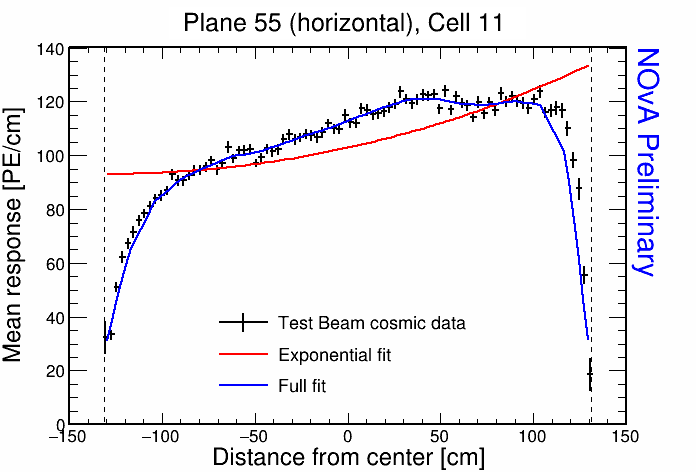 Plane 55 (horizontal), Cell 11
Mean response [PE/cm]
140
120
100
80
60
40
20
0
Test Beam cosmic data
Exponential fit
Full fit
−150 −100 −50 0 50 100 150
Distance from center [cm]
NOvA Preliminary